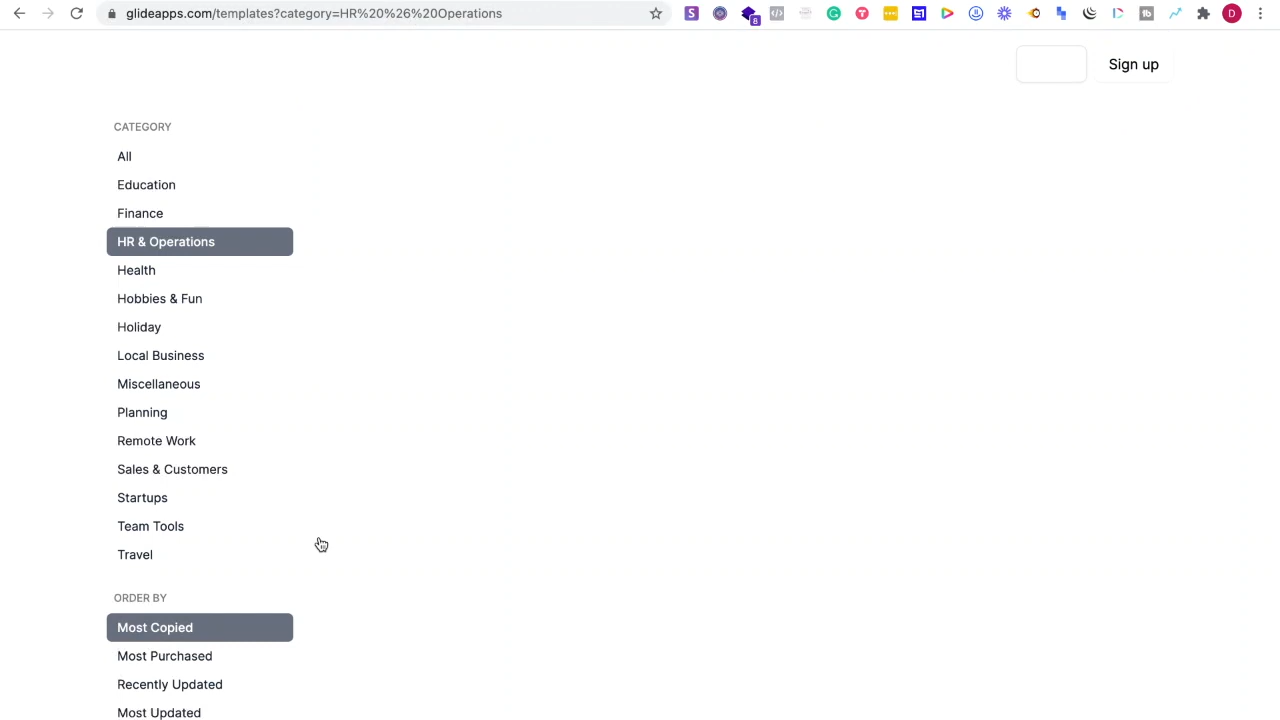 glideapps.com/templates?category=HR%20%26%20Operations
8
D
Sign up
CATEGORY
All
Education
Finance
HR & Operations
Health
Hobbies & Fun
Holiday
Local Business
Miscellaneous
Planning
Remote Work
Sales & Customers
Startups
Team Tools
Travel
ORDER BY
Most Copied
Most Purchased
Recently Updated
Most Updated